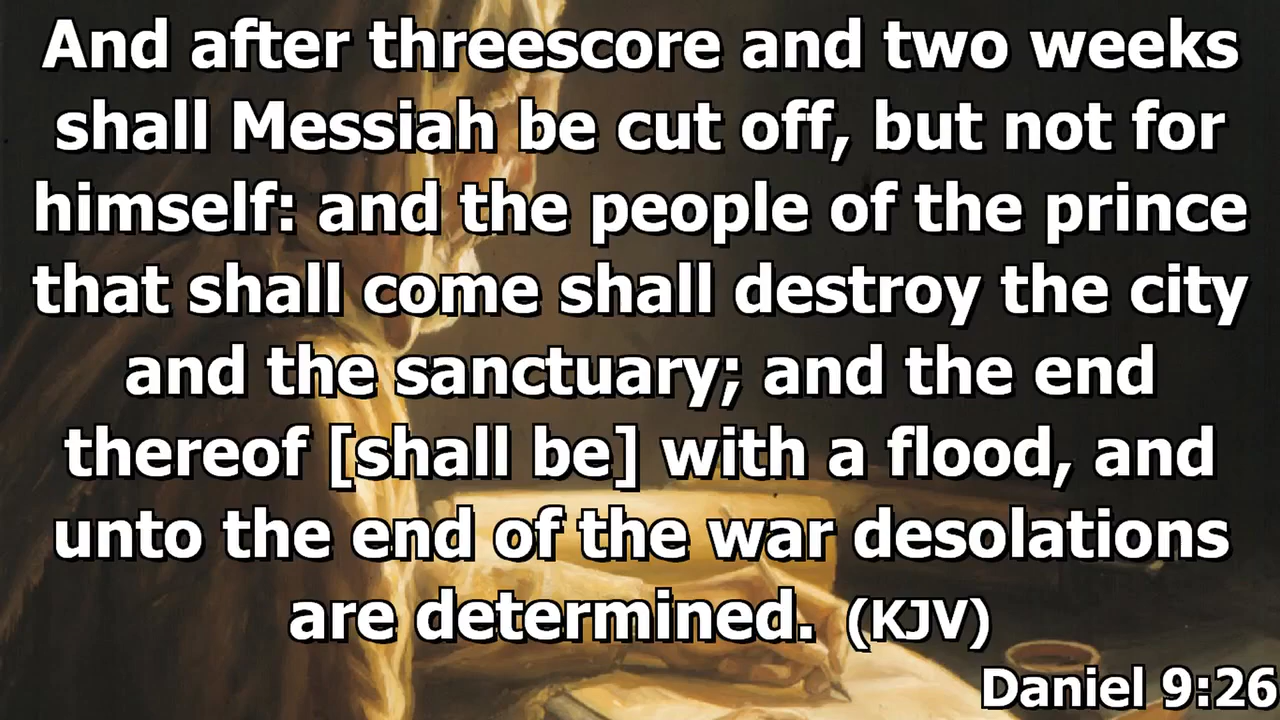 And after threescore and two weeks
shall Messiah be cut off, but not for
himself: and the people of the prince
that shall come shall destroy the city
and the sanctuary; and the end
thereof [shall be] with a flood, and
unto the end of the war desolations
are determined. (KJV)
Daniel 9:26